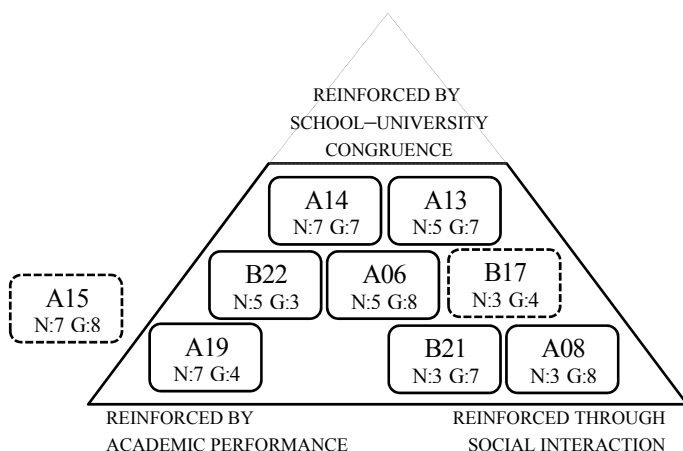 REINFORCED BY
SCHOOL–UNIVERSITY
CONGRUENCE
A14
N:7 G:7
A13
N:5 G:7
B22
N:5 G:3
A06
N:5 G:8
B17
N:3 G:4
A15
N:7 G:8
A19
N:7 G:4
B21
N:3 G:7
A08
N:3 G:8
REINFORCED BY
ACADEMIC PERFORMANCE
REINFORCED THROUGH
SOCIAL INTERACTION